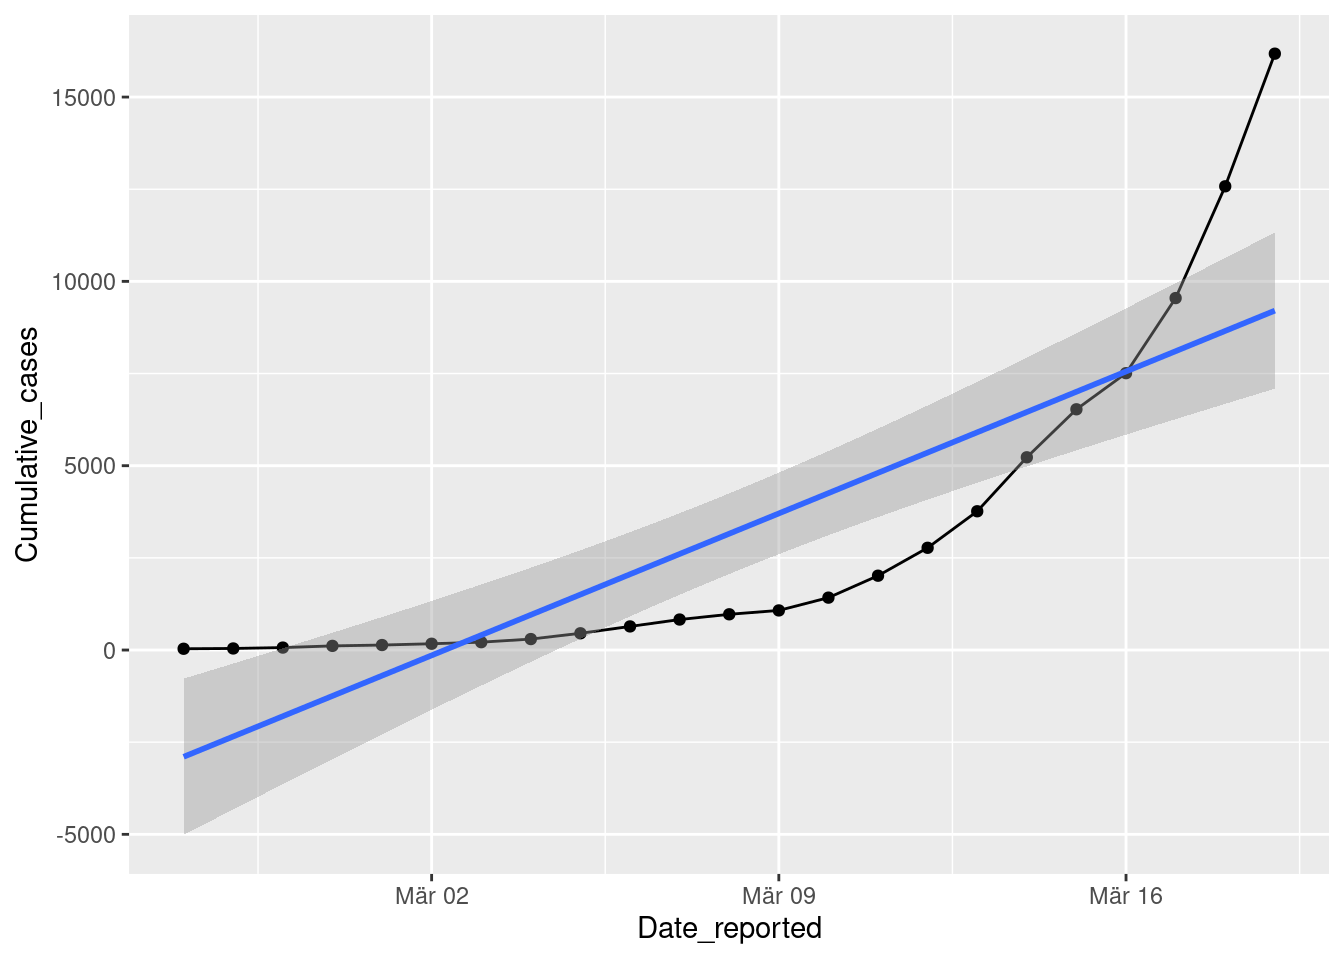 15000
10000
5000
0
-5000
Cumulative_cases
Mär 02
Mär 09
Mär 16
Date_reported